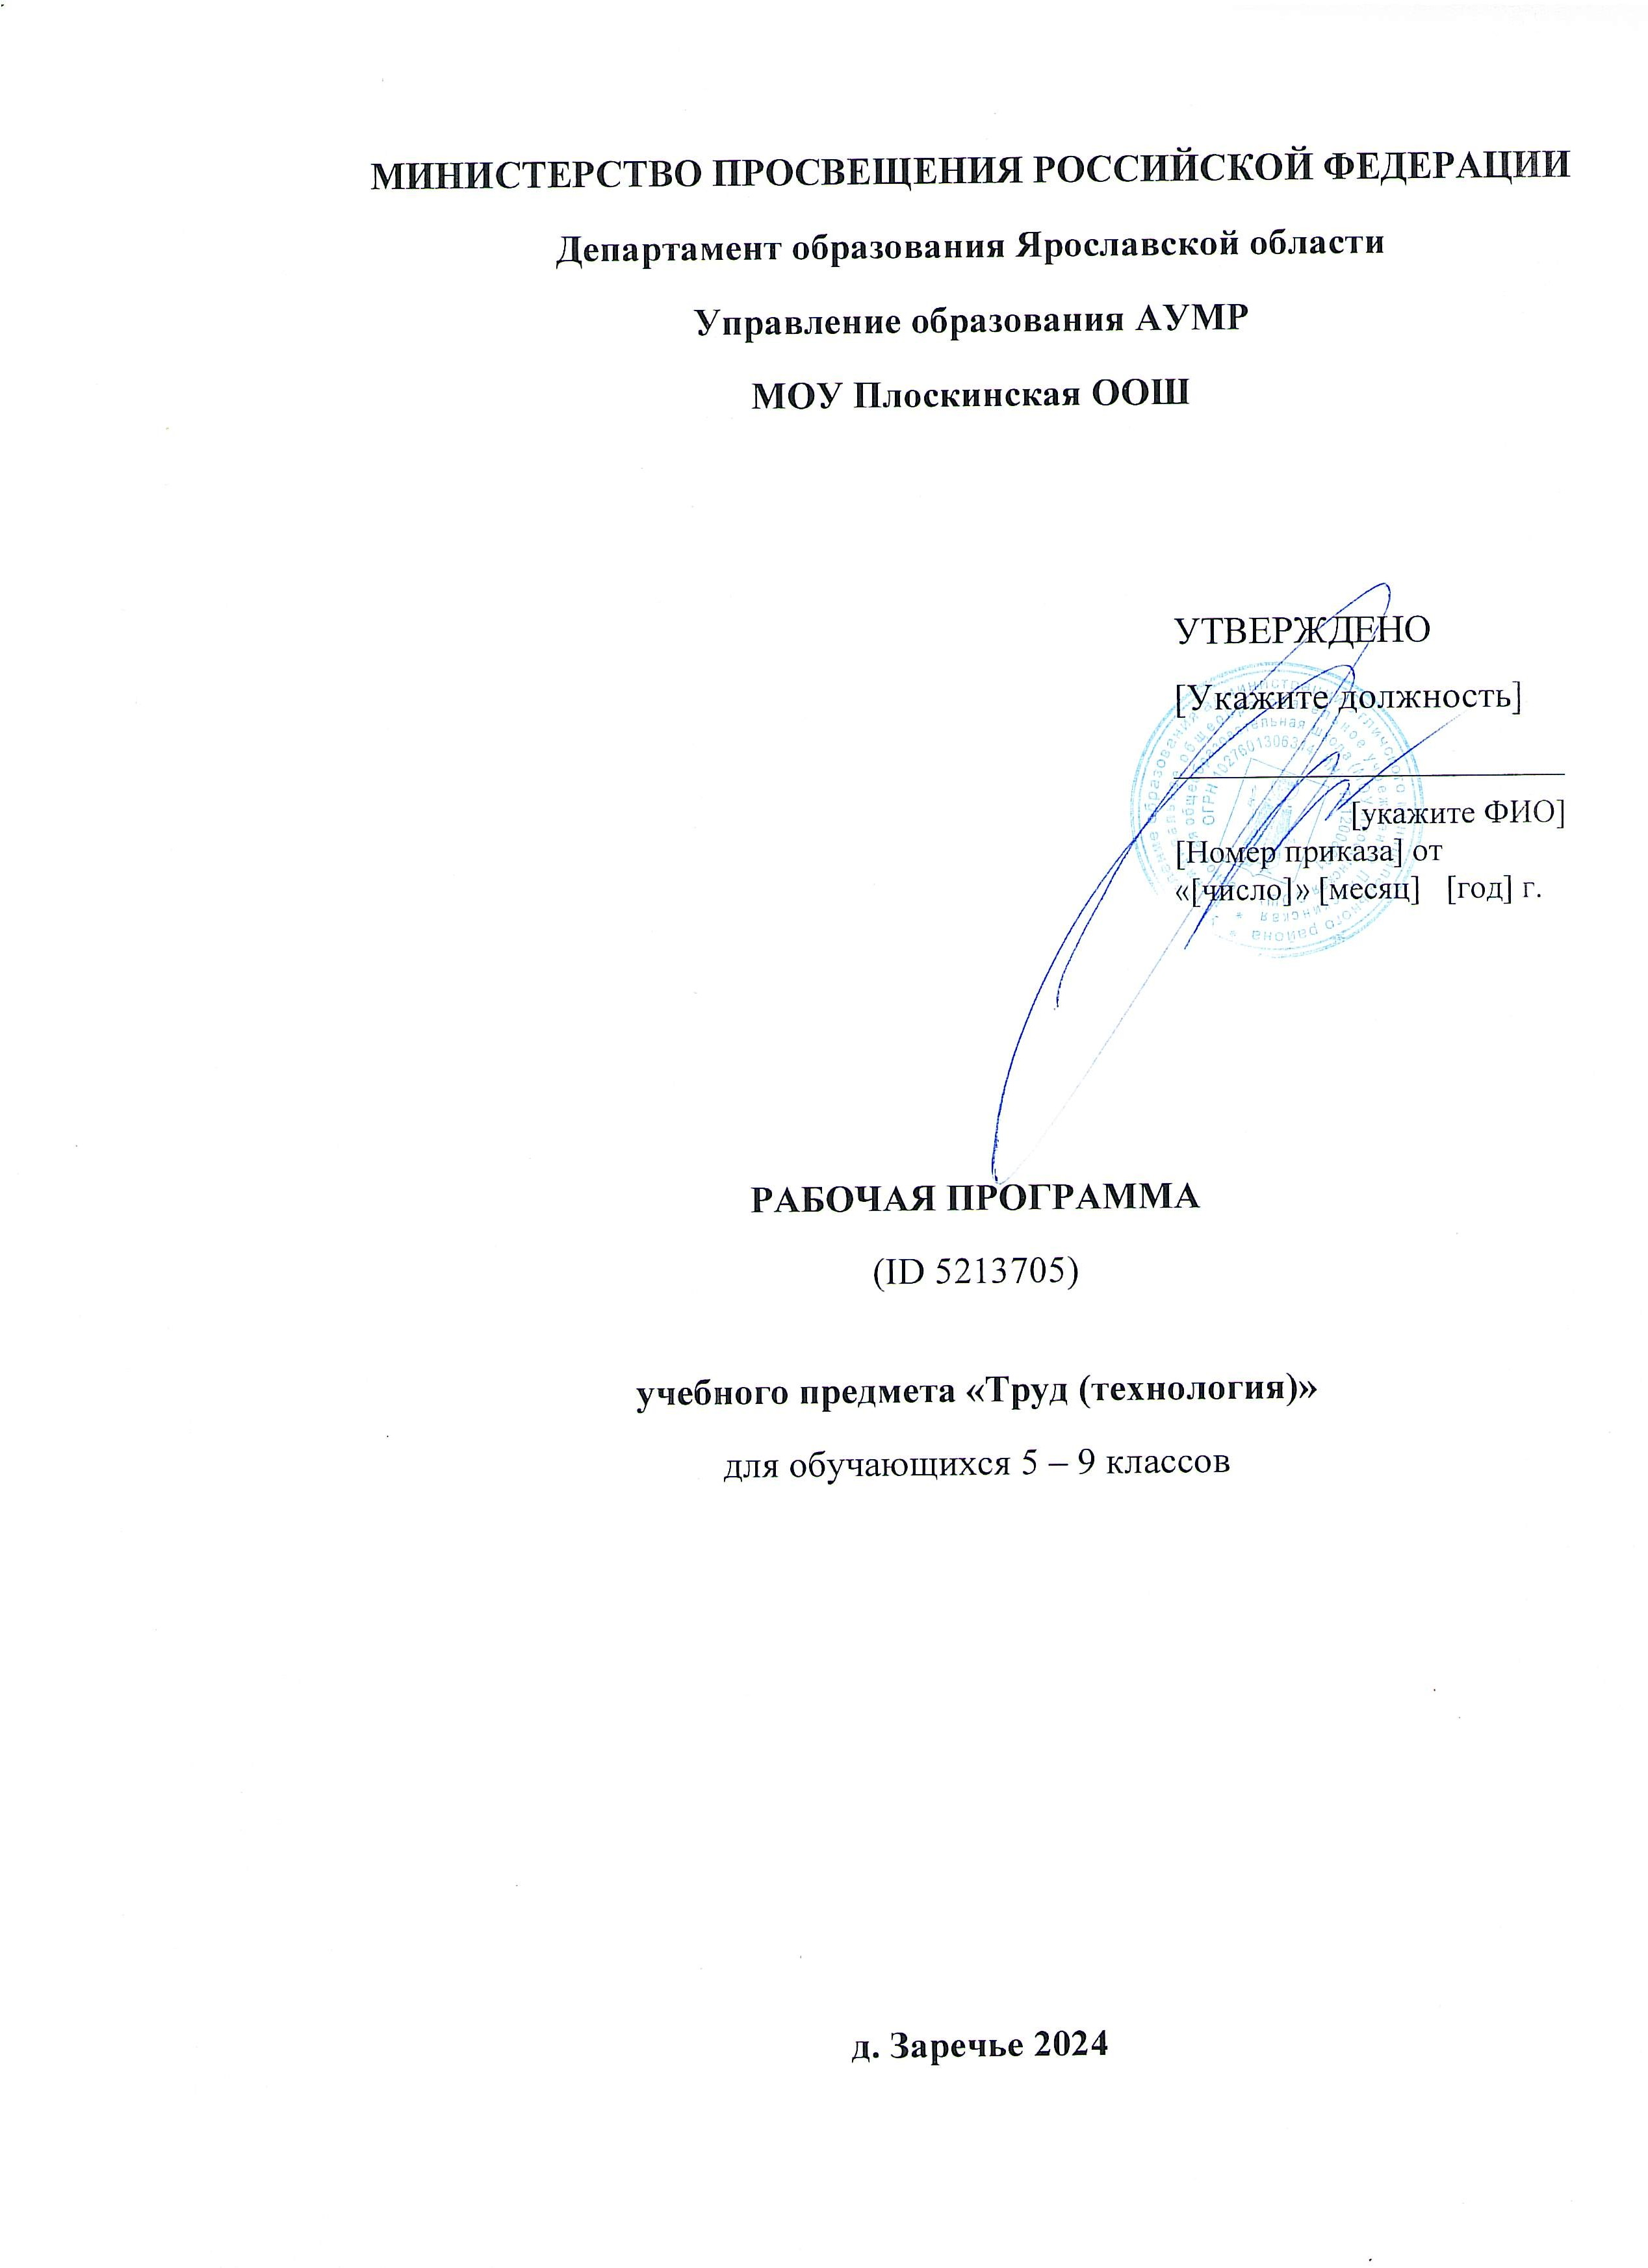 МИНИСТЕРСТВО ПРОСВЕЩЕНИЯ РОССИЙСКОЙ ФЕДЕРАЦИИ
Департамент образования Ярославской области
Управление образования АУМР
МОУ Плоскинская ООШ
УТВЕРЖДЕНО
[Укажите должность]
[укажите ФИО]
[Номер приказа] от
«[число]» [месяц] [год] г.
ОГРН 1027601306314
РАБОЧАЯ ПРОГРАММА
(ID 5213705)
учебного предмета «Труд (технология)»
для обучающихся 5 – 9 классов
д. Заречье 2024